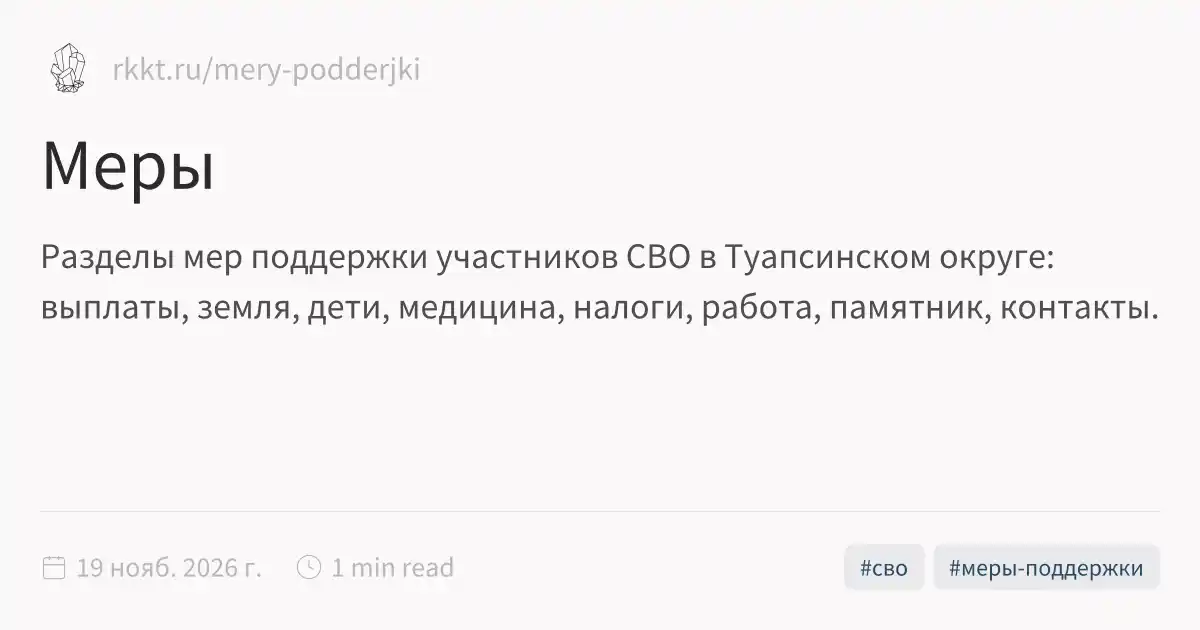 rkkt.ru/mery-podderjki
Меры
Разделы мер поддержки участников СВО в Туапсинском округе:
выплаты, земля, дети, медицина, налоги, работа, памятник, контакты.
19 нояб. 2026 г. 1 min read #сво #меры-поддержки